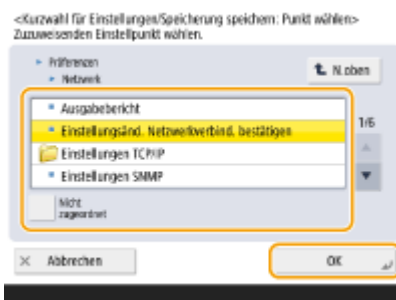 <Kurzwahl für Einstellungen/Speicherung speichern: Punkt wählen>
Zuzuweisenden Einstellpunkt wählen.
Präferenzen
Netzwerk
N.oben
Ausgabebericht
Einstellungsänd. Netzwerkverbind. bestätigen
Einstellungen TCP/IP
Einstellungen SNMP
1/6
Nicht
zugeordnet
Abbrechen
OK